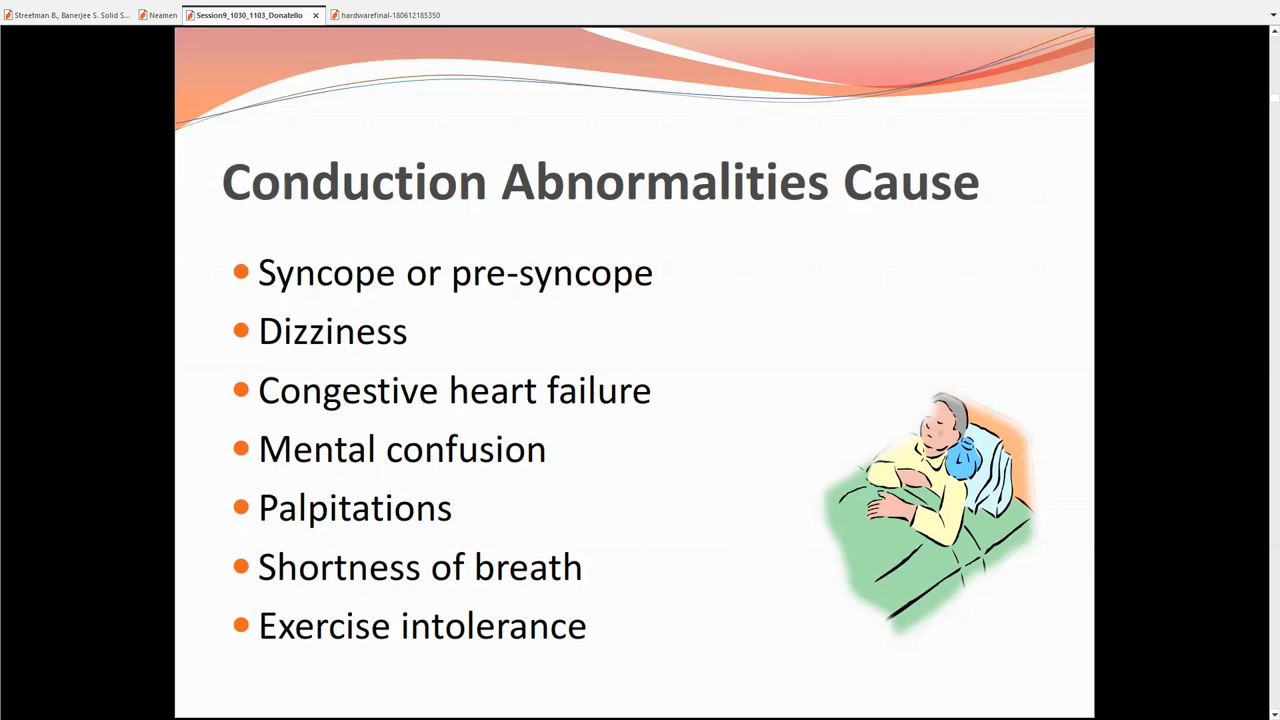 Streetman B., Banerjee S. Solid S...
Neamen
Session9_1030_1103_Donatello
hardwarefinal-180612185350
Conduction Abnormalities Cause
Syncope or pre-syncope
Dizziness
Congestive heart failure
Mental confusion
Palpitations
Shortness of breath
Exercise intolerance